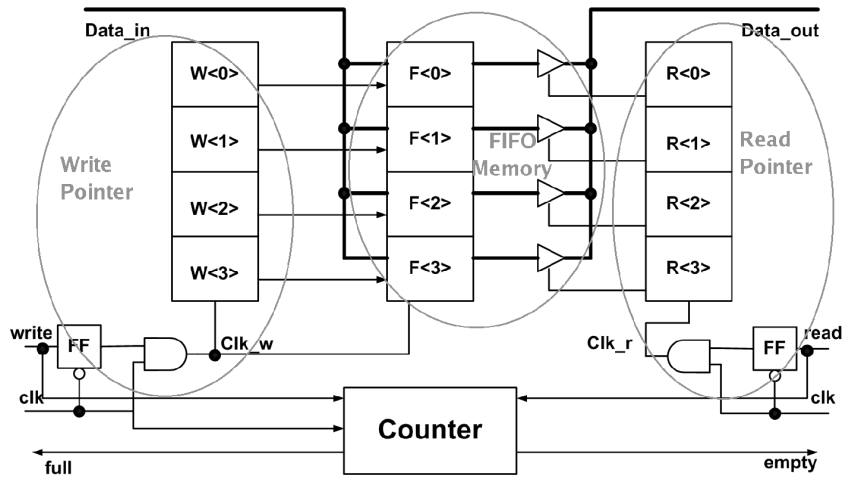 Data_in
Data_out
W<0>
F<0>
R<0>
W<1>
F<1>
R<1>
FIFO
Memory
Write
Pointer
Read
Pointer
W<2>
F<2>
R<2>
W<3>
F<3>
R<3>
write
FF
Clk_w
Clk_r
FF
read
clk
clk
Counter
full
empty